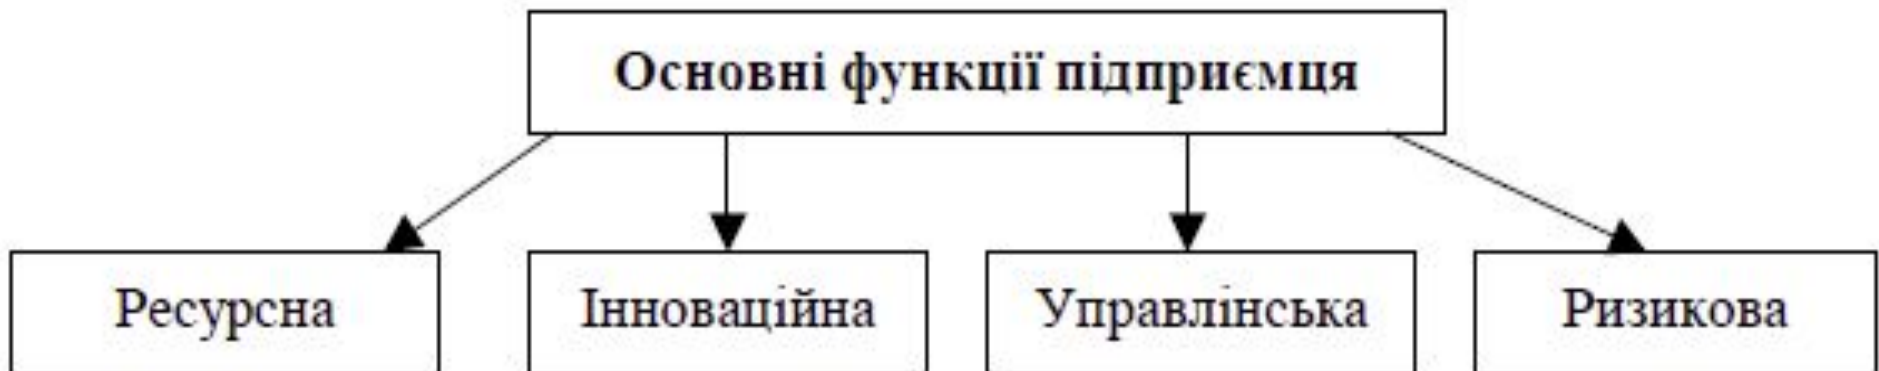 Основні функції підприємця
Ресурсна
Інноваційна
Управлінська
Ризикова